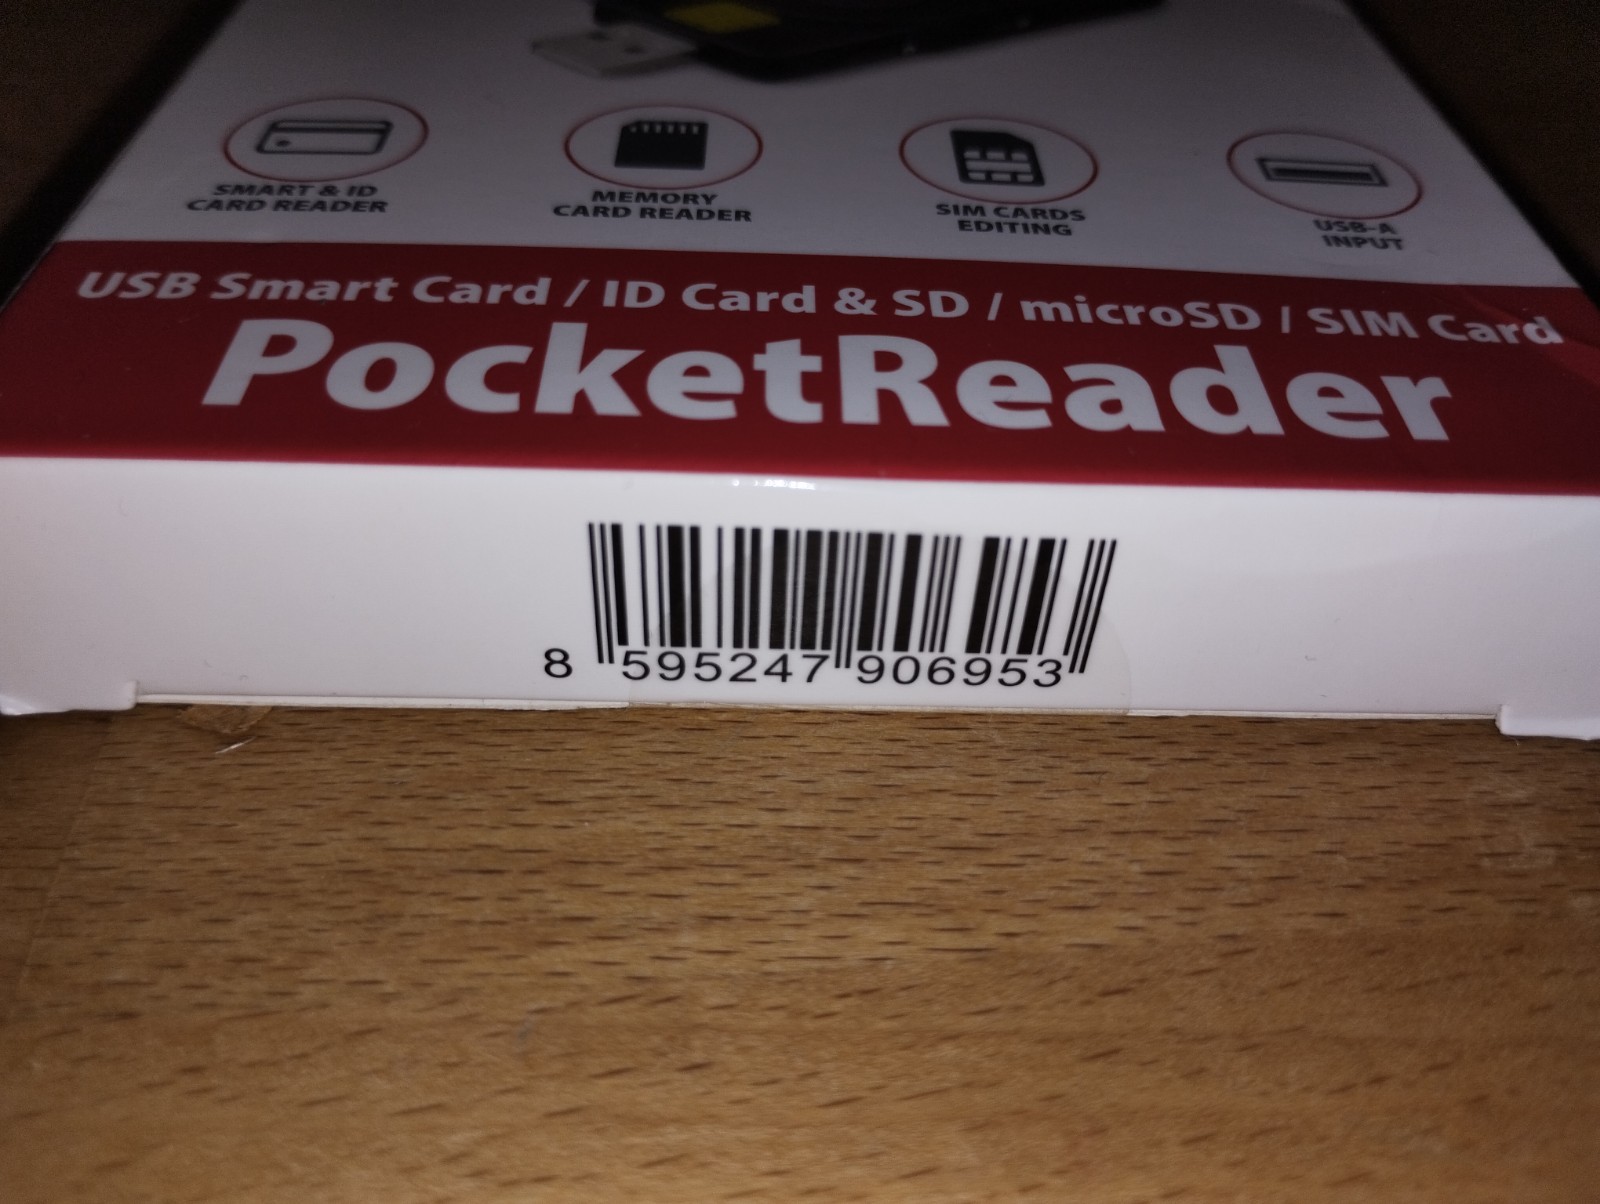 SMART & ID
CARD READER
MEMORY
CARD READER
SIM CARDS
EDITING
USB-A
INPUT
USB Smart Card / ID Card & SD / microSD / SIM Card
PocketReader
8 595247 906953